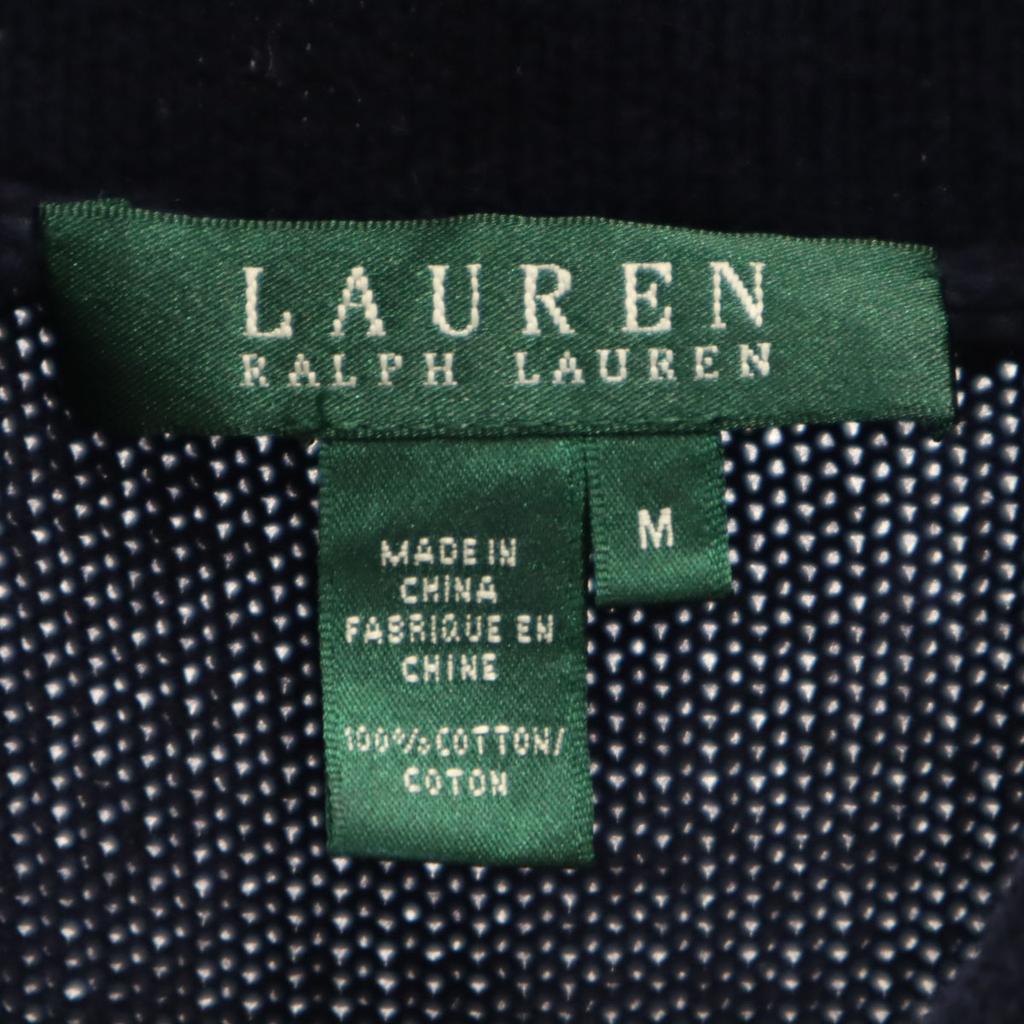 LAUREN
RALPH LAUREN
M
MADE IN
CHINA
FABRIQUE EN
CHINE
100% COTTON/
COTON